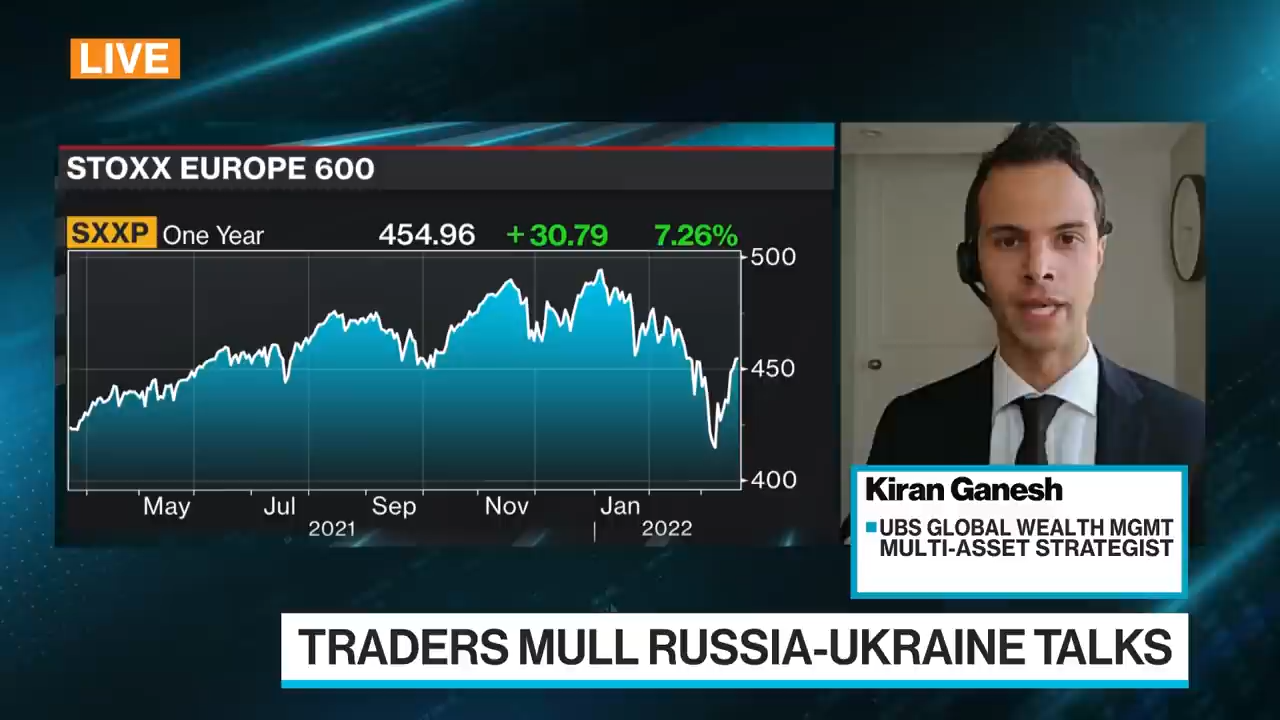 LIVE
STOXX EUROPE 600
SXXP One Year 454.96 +30.79 7.26%
500
450
400
May Jul Sep Nov Jan
2021 2022
Kiran Ganesh
UBS GLOBAL WEALTH MGMT
MULTI-ASSET STRATEGIST
TRADERS MULL RUSSIA-UKRAINE TALKS